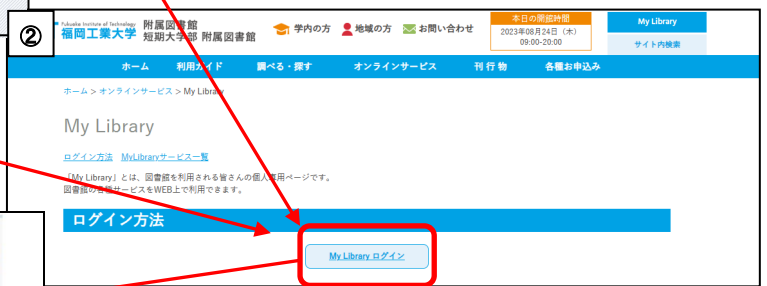 ②
Fukuoka Institute of Technology
福岡工業大学
附属図書館
短期大学部 附属図書館
学内の方
地域の方
お問い合わせ
本日の開館時間
2023年08月24日（木）
09:00-20:00
My Library
サイト内検索
ホーム
利用ガイド
調べる・探す
オンラインサービス
刊行物
各種お申込み
ホーム > オンラインサービス > My Library
My Library
ログイン方法 MyLibraryサービス一覧
「My Library」とは、図書館を利用される皆さんの個人専用ページです。
図書館の各種サービスをWEB上で利用できます。
ログイン方法
My Library ログイン